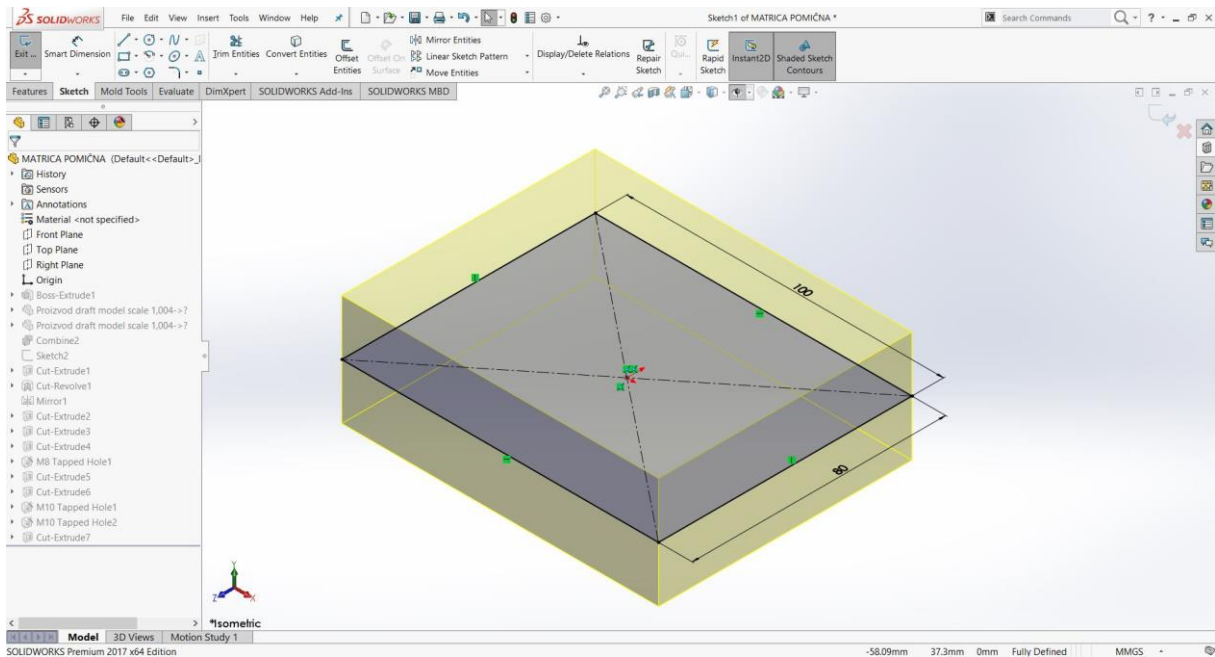 SOLIDWORKS File Edit View Insert Tools Window Help Sketch1 of MATRICA POMIČNA * Search Commands
Exit ... Smart Dimension Trim Entities Convert Entities Offset Entities Offset On Surface Mirror Entities Linear Sketch Pattern Move Entities Display/Delete Relations Repair Sketch Qui... Rapid Sketch Instant2D Shaded Sketch Contours
Features Sketch Mold Tools Evaluate DimXpert SOLIDWORKS Add-Ins SOLIDWORKS MBD
MATRICA POMIČNA (Default<<Default>_I
History
Sensors
Annotations
Material <not specified>
Front Plane
Top Plane
Right Plane
Origin
Boss-Extrude1
Proizvod draft model scale 1,004->?
Proizvod draft model scale 1,004->?
Combine2
Sketch2
Cut-Extrude1
Cut-Revolve1
Mirror1
Cut-Extrude2
Cut-Extrude3
Cut-Extrude4
M8 Tapped Hole1
Cut-Extrude5
Cut-Extrude6
M10 Tapped Hole1
M10 Tapped Hole2
Cut-Extrude7
100
80
Y
Z X
*Isometric
Model 3D Views Motion Study 1
SOLIDWORKS Premium 2017 x64 Edition -58.09mm 37.3mm 0mm Fully Defined MMGS